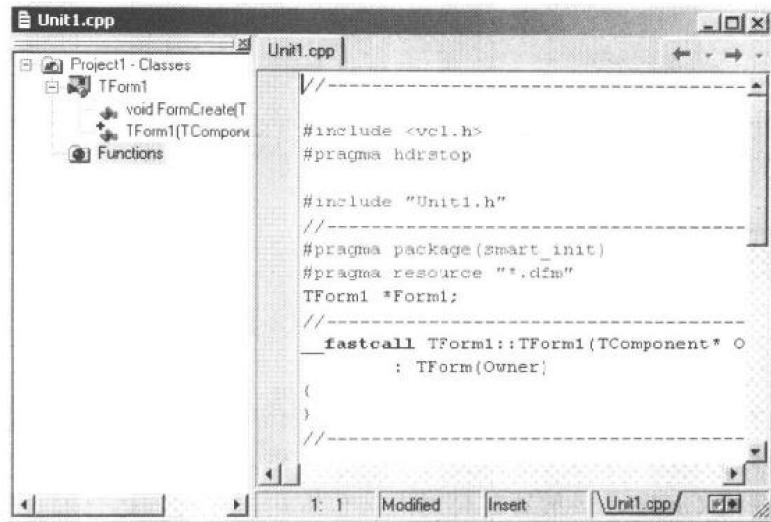 Unit1.cpp
Project1 - Classes
TForm1
void FormCreate(T
TForm1(TCompone
Functions
Unit1.cpp
//----------------------------------------
#include <vcl.h>
#pragma hdrstop
#include "Unit1.h"
//----------------------------------------
#pragma package(smart_init)
#pragma resource "*.dfm"
TForm1 *Form1;
//----------------------------------------
__fastcall TForm1::TForm1(TComponent* O
: TForm(Owner)
{
}
//----------------------------------------
1: 1 Modified Insert Unit1.cpp